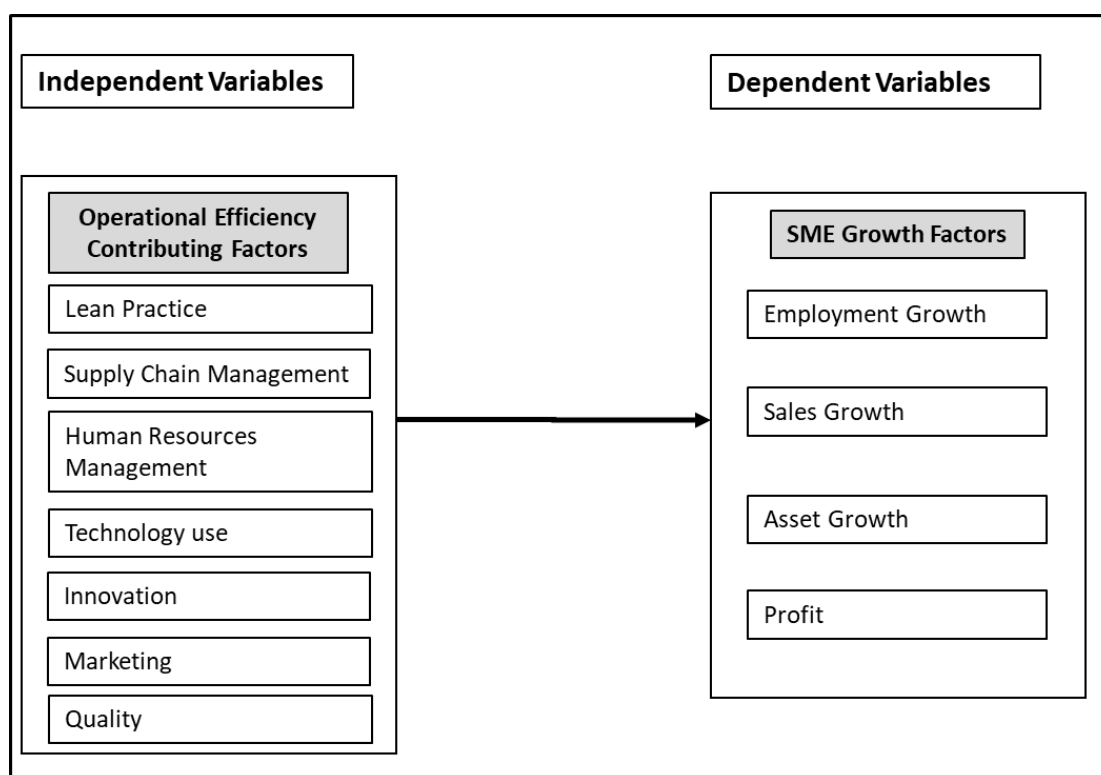 Independent Variables
Dependent Variables
Operational Efficiency
Contributing Factors
Lean Practice
Supply Chain Management
Human Resources
Management
Technology use
Innovation
Marketing
Quality
SME Growth Factors
Employment Growth
Sales Growth
Asset Growth
Profit